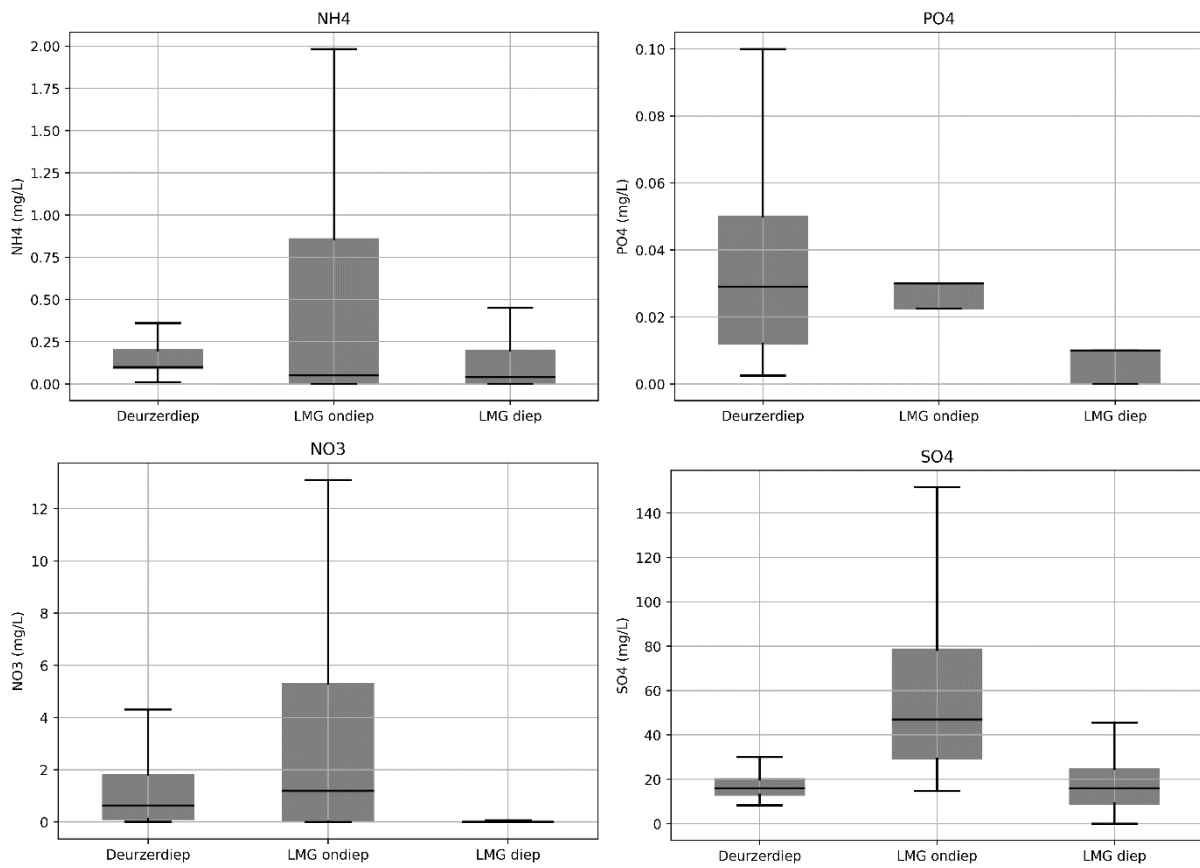 NH4
NH4 (mg/L)
2.00
1.75
1.50
1.25
1.00
0.75
0.50
0.25
0.00
Deurzerdiep LMG ondiep LMG diep
PO4
PO4 (mg/L)
0.10
0.08
0.06
0.04
0.02
0.00
Deurzerdiep LMG ondiep LMG diep
NO3
NO3 (mg/L)
12
10
8
6
4
2
0
Deurzerdiep LMG ondiep LMG diep
SO4
SO4 (mg/L)
140
120
100
80
60
40
20
0
Deurzerdiep LMG ondiep LMG diep